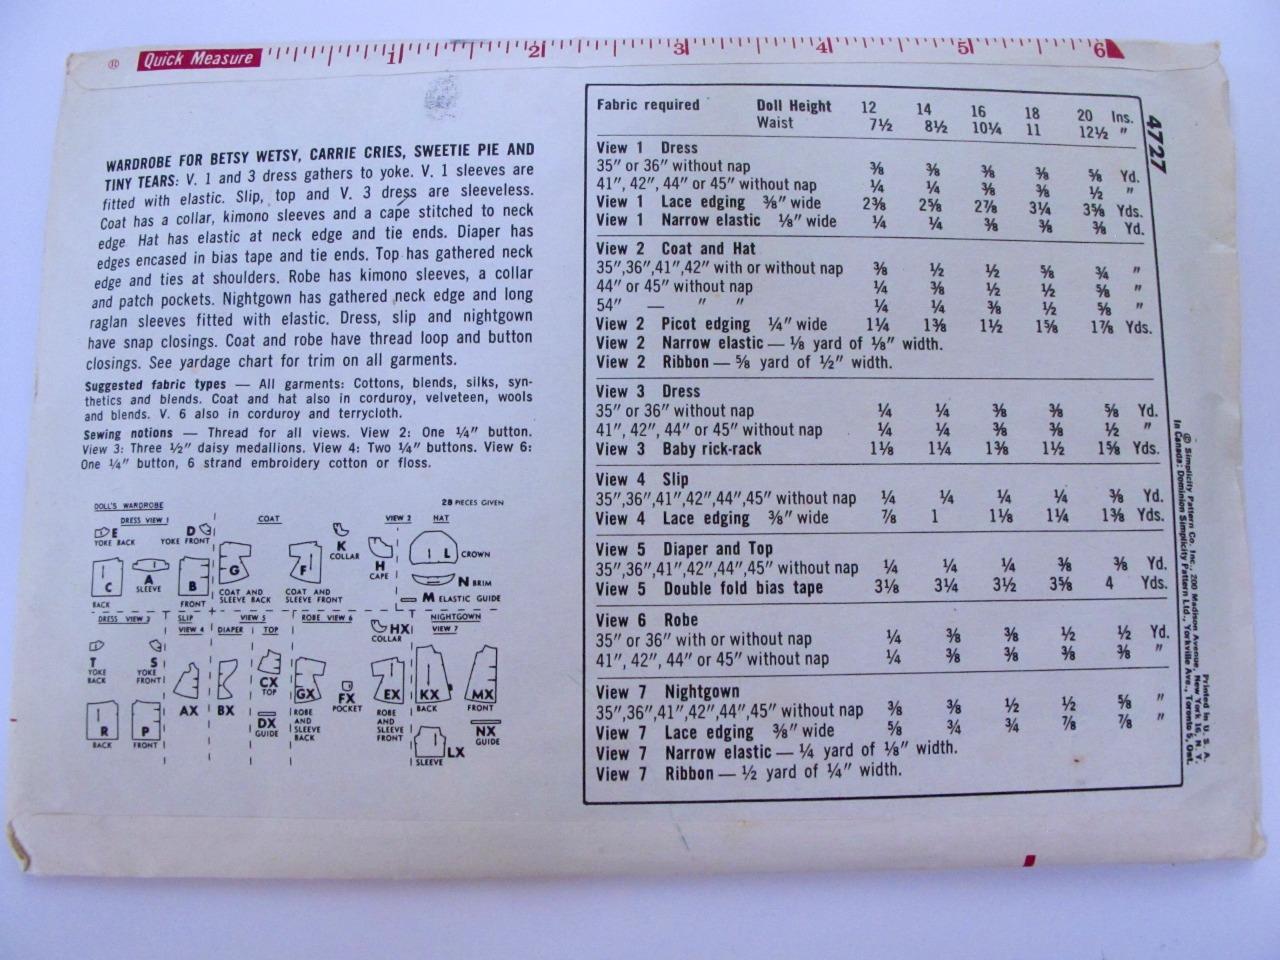 ® Quick Measure 1 2 3 4 5 6
WARDROBE FOR BETSY WETSY, CARRIE CRIES, SWEETIE PIE AND
TINY TEARS: V. 1 and 3 dress gathers to yoke. V. 1 sleeves are
fitted with elastic. Slip, top and V. 3 dress are sleeveless.
Coat has a collar, kimono sleeves and a cape stitched to neck
edge. Hat has elastic at neck edge and tie ends. Diaper has
edges encased in bias tape and tie ends. Top has gathered neck
edge and ties at shoulders. Robe has kimono sleeves, a collar
and patch pockets. Nightgown has gathered neck edge and long
raglan sleeves fitted with elastic. Dress, slip and nightgown
have snap closings. Coat and robe have thread loop and button
closings. See yardage chart for trim on all garments.
Suggested fabric types — All garments: Cottons, blends, silks, syn-
thetics and blends. Coat and hat also in corduroy, velveteen, wools
and blends. V. 6 also in corduroy and terrycloth.
Sewing notions — Thread for all views. View 2: One ¼" button.
View 3: Three ½" daisy medallions. View 4: Two ¼" buttons. View 6:
One ¼" button, 6 strand embroidery cotton or floss.
DOLL'S WARDROBE 28 PIECES GIVEN
DRESS VIEW 1 COAT VIEW 2 HAT
E YOKE BACK D YOKE FRONT K COLLAR H CAPE L CROWN
C BACK A SLEEVE B FRONT G COAT AND SLEEVE BACK F COAT AND SLEEVE FRONT N BRIM
M ELASTIC GUIDE
DRESS VIEW 3 SLIP VIEW 4 VIEW 5 DIAPER TOP ROBE VIEW 6 NIGHTGOWN VIEW 7
T YOKE BACK S YOKE FRONT AX BX CX TOP DX GUIDE HX COLLAR
R BACK P FRONT GX ROBE AND SLEEVE BACK FX POCKET EX ROBE AND SLEEVE FRONT KX BACK MX FRONT
LX SLEEVE NX GUIDE
Fabric required Doll Height 12 14 16 18 20 Ins.
Waist 7½ 8½ 10¼ 11 12½ "
View 1 Dress
35" or 36" without nap ⅜ ⅜ ⅜ ⅜ ⅝ Yd.
41", 42", 44" or 45" without nap ¼ ¼ ⅜ ⅜ ½ "
View 1 Lace edging ⅜" wide 2⅜ 2⅝ 2⅞ 3¼ 3⅝ Yds.
View 1 Narrow elastic ⅛" wide ¼ ¼ ⅜ ⅜ ⅜ Yd.
View 2 Coat and Hat
35",36",41",42" with or without nap ⅜ ½ ½ ⅝ ¾ "
44" or 45" without nap ¼ ⅜ ½ ½ ⅝ "
54" — " " ¼ ¼ ⅜ ½ ⅝ "
View 2 Picot edging ¼" wide 1¼ 1⅜ 1½ 1⅝ 1⅞ Yds.
View 2 Narrow elastic — ⅛ yard of ⅛" width.
View 2 Ribbon — ⅝ yard of ½" width.
View 3 Dress
35" or 36" without nap ¼ ¼ ⅜ ⅜ ⅝ Yd.
41", 42", 44" or 45" without nap ¼ ¼ ⅜ ⅜ ½ "
View 3 Baby rick-rack 1⅛ 1¼ 1⅜ 1½ 1⅝ Yds.
View 4 Slip
35",36",41",42",44",45" without nap ¼ ¼ ¼ ¼ ⅜ Yd.
View 4 Lace edging ⅜" wide ⅞ 1 1⅛ 1¼ 1⅜ Yds.
View 5 Diaper and Top
35",36",41",42",44",45" without nap ¼ ¼ ¼ ⅜ ⅜ Yd.
View 5 Double fold bias tape 3⅛ 3¼ 3½ 3⅝ 4 Yds.
View 6 Robe
35" or 36" with or without nap ¼ ⅜ ⅜ ½ ½ Yd.
41", 42", 44" or 45" without nap ¼ ⅜ ⅜ ⅜ ⅜ "
View 7 Nightgown
35",36",41",42",44",45" without nap ⅜ ⅜ ½ ½ ⅝ "
View 7 Lace edging ⅜" wide ⅝ ¾ ¾ ⅞ ⅞ "
View 7 Narrow elastic — ¼ yard of ⅛" width.
View 7 Ribbon — ½ yard of ¼" width.
4727
© Simplicity Pattern Co. Inc., 200 Madison Avenue, New York 16, N. Y.
In Canada: Dominion Simplicity Pattern Ltd., Yorkville Ave., Toronto 5, Ont.
Printed in U. S. A.